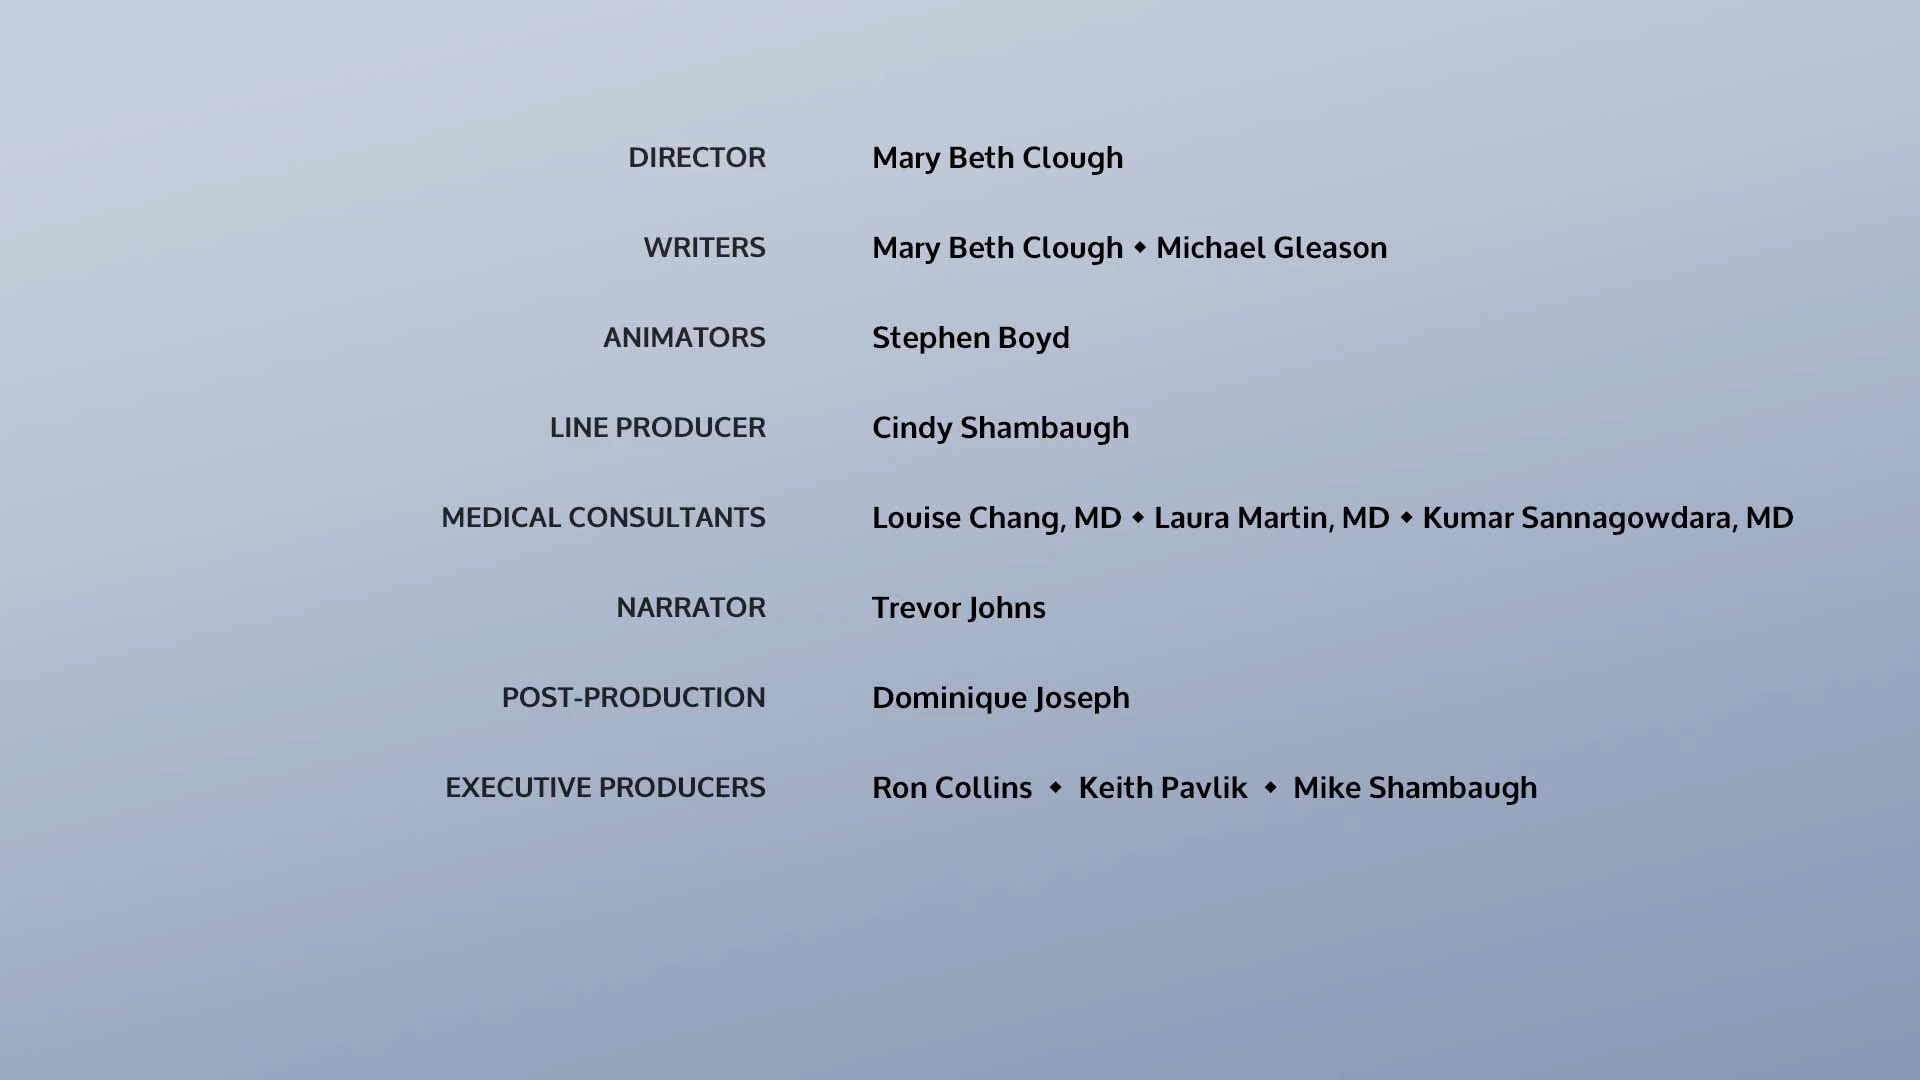 DIRECTOR Mary Beth Clough
WRITERS Mary Beth Clough ◆ Michael Gleason
ANIMATORS Stephen Boyd
LINE PRODUCER Cindy Shambaugh
MEDICAL CONSULTANTS Louise Chang, MD ◆ Laura Martin, MD ◆ Kumar Sannagowdara, MD
NARRATOR Trevor Johns
POST-PRODUCTION Dominique Joseph
EXECUTIVE PRODUCERS Ron Collins ◆ Keith Pavlik ◆ Mike Shambaugh